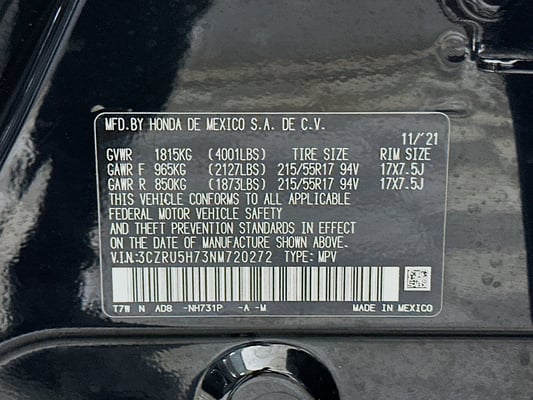 MFD.BY HONDA DE MEXICO S.A. DE C.V.
11/'21
GVWR 1815KG (4001LBS) TIRE SIZE RIM SIZE
GAWR F 965KG (2127LBS) 215/55R17 94V 17X7.5J
GAWR R 850KG (1873LBS) 215/55R17 94V 17X7.5J
THIS VEHICLE CONFORMS TO ALL APPLICABLE
FEDERAL MOTOR VEHICLE SAFETY
AND THEFT PREVENTION STANDARDS IN EFFECT
ON THE DATE OF MANUFACTURE SHOWN ABOVE.
V.I.N:3CZRU5H73NM720272 TYPE: MPV
T7W N AD8 -NH731P -A -M MADE IN MEXICO